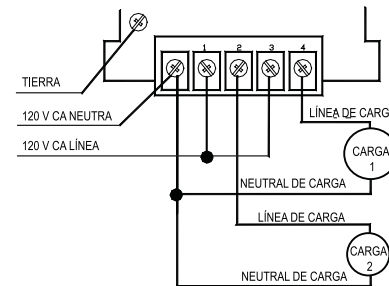 1 2 3 4
TIERRA
120 V CA NEUTRA
LÍNEA DE CARG
120 V CA LÍNEA
CARGA
1
NEUTRAL DE CARGA
LÍNEA DE CARGA
CARGA
2
NEUTRAL DE CARGA